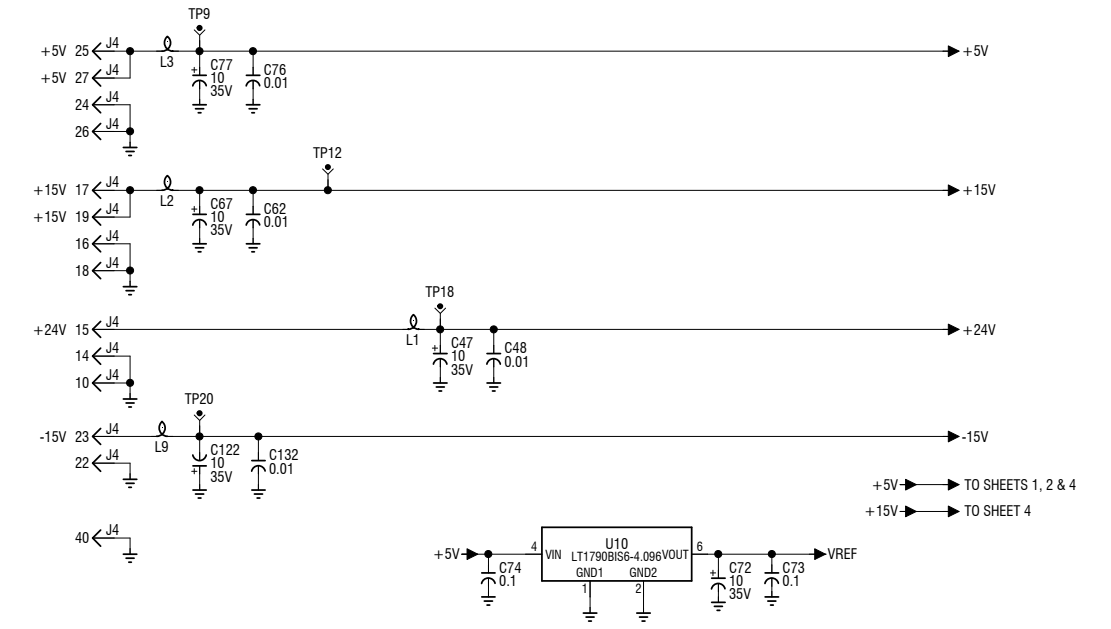 TP9
+5V 25 J4
L3
C77
10
35V
C76
0.01
+5V
+5V 27 J4
24 J4
26 J4
TP12
+15V 17 J4
L2
C67
10
35V
C62
0.01
+15V
+15V 19 J4
16 J4
18 J4
TP18
+24V 15 J4
L1
C47
10
35V
C48
0.01
+24V
14 J4
10 J4
TP20
-15V 23 J4
L9
C122
10
35V
C132
0.01
-15V
22 J4
+5V TO SHEETS 1, 2 & 4
+15V TO SHEET 4
40 J4
+5V
C74
0.1
4 VIN
U10
LT1790BIS6-4.096
VOUT 6
GND1 GND2
1 2
C72
10
35V
C73
0.1
VREF